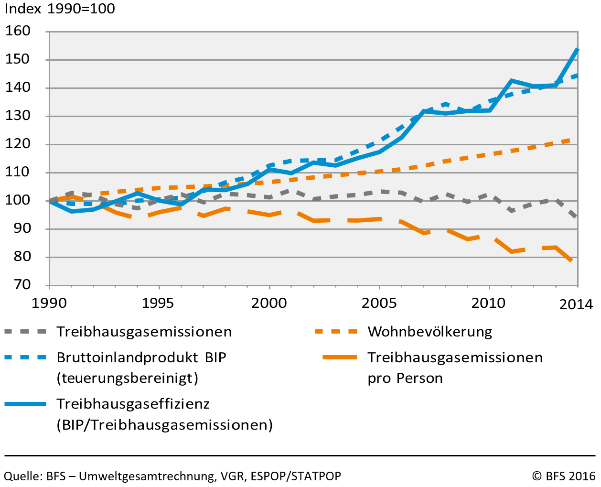 Index 1990=100
160
150
140
130
120
110
100
90
80
70
1990 1995 2000 2005 2010 2014
Treibhausgasemissionen
Bruttoinlandprodukt BIP
(teuerungsbereinigt)
Treibhausgaseffizienz
(BIP/Treibhausgasemissionen)
Wohnbevölkerung
Treibhausgasemissionen
pro Person
Quelle: BFS – Umweltgesamtrechnung, VGR, ESPOP/STATPOP © BFS 2016